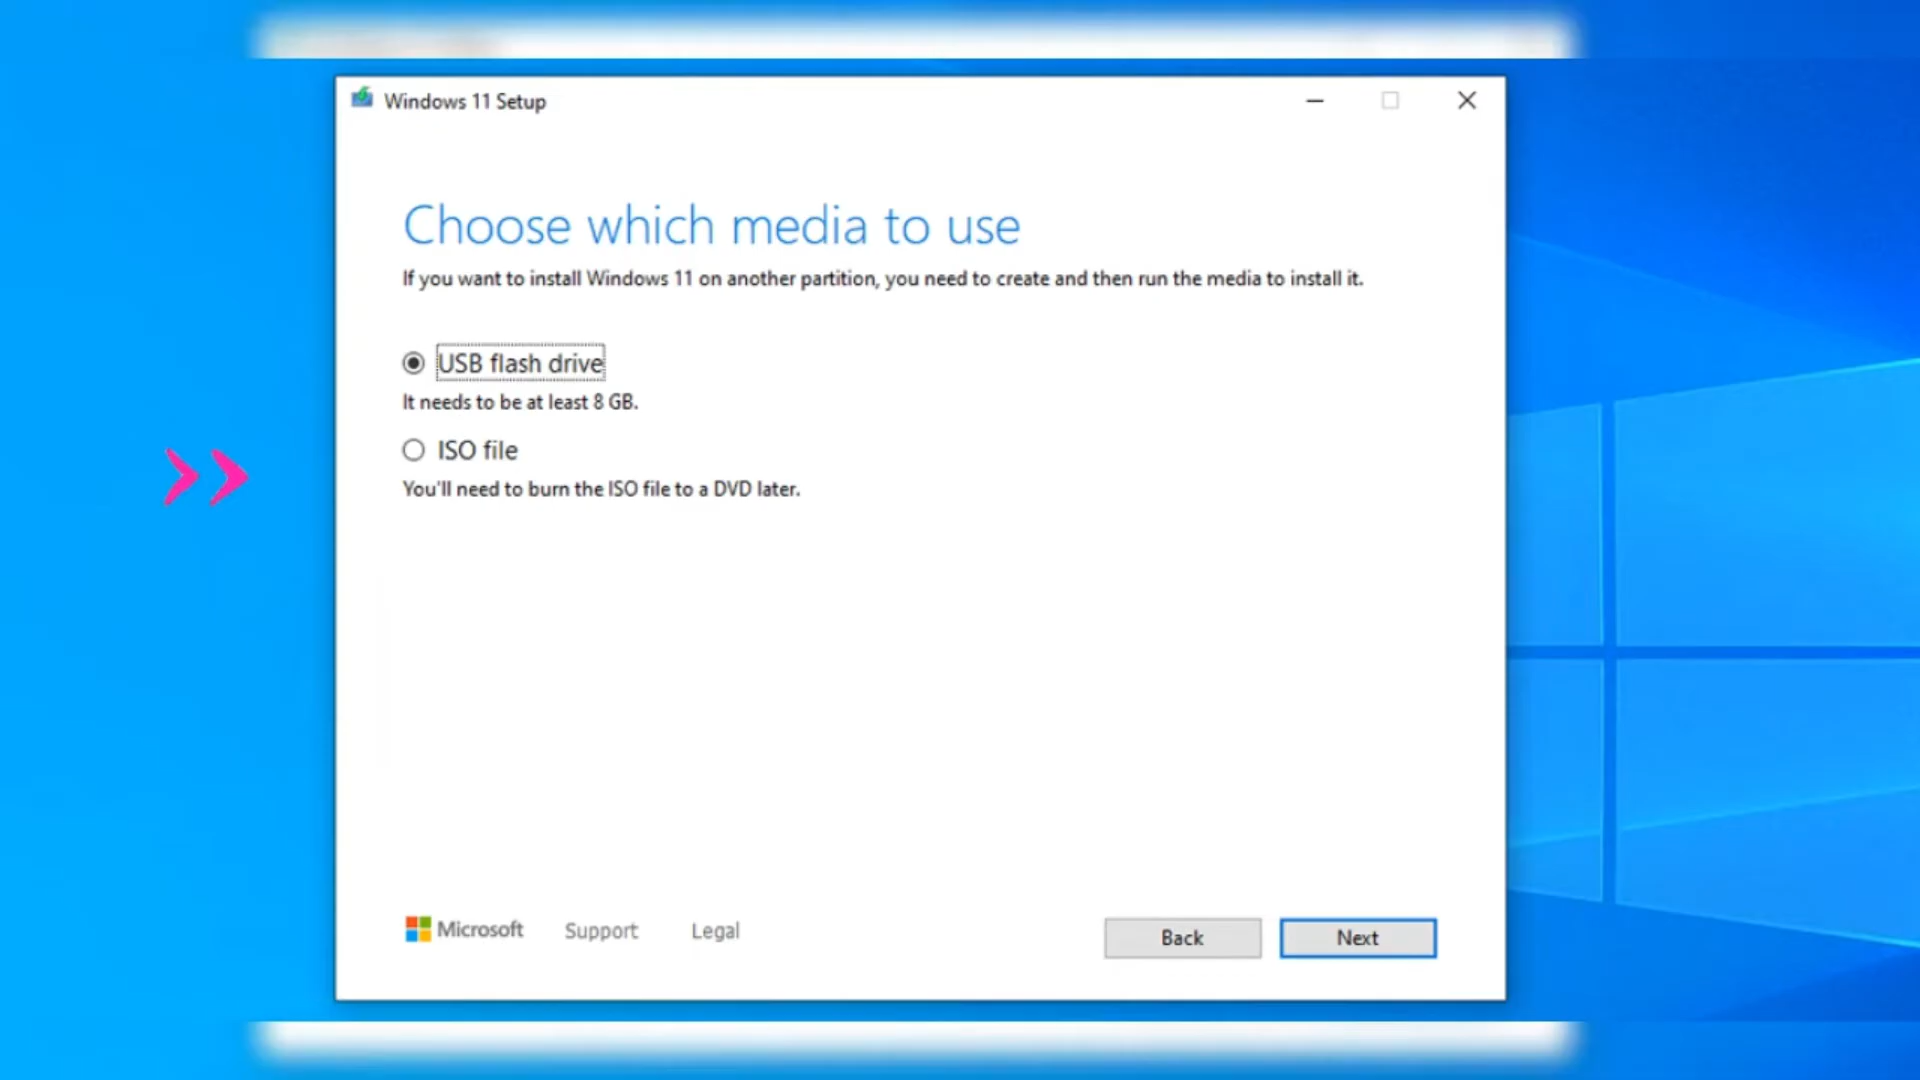 Windows 11 Setup
Choose which media to use
If you want to install Windows 11 on another partition, you need to create and then run the media to install it.
USB flash drive
It needs to be at least 8 GB.
ISO file
You'll need to burn the ISO file to a DVD later.
Microsoft Support Legal Back Next